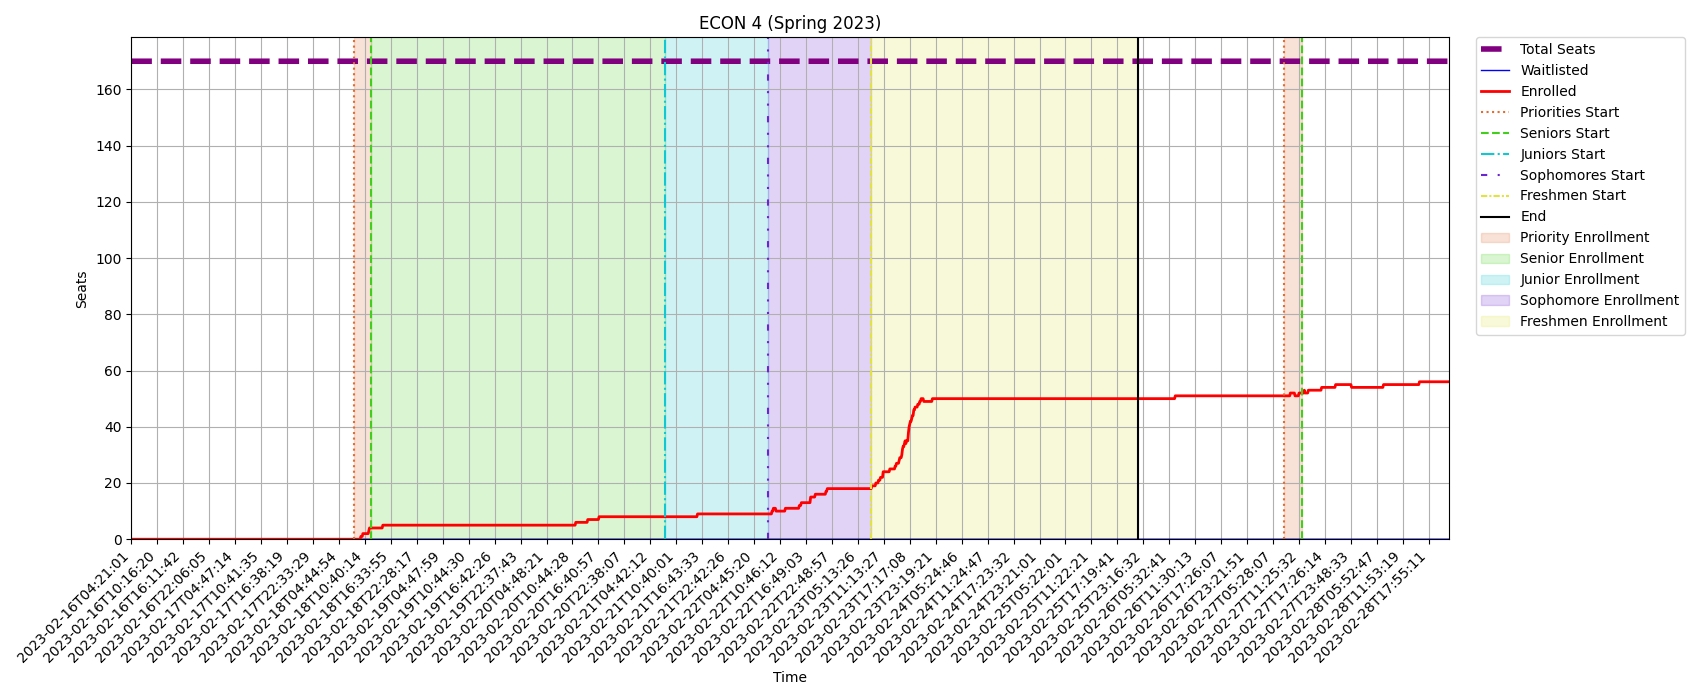 ECON 4 (Spring 2023)
Seats
160
140
120
100
80
60
40
20
0
2023-02-16T04:21:01
2023-02-16T10:16:20
2023-02-16T16:11:42
2023-02-16T22:06:05
2023-02-17T04:47:14
2023-02-17T10:41:35
2023-02-17T16:38:19
2023-02-17T22:33:29
2023-02-18T04:44:54
2023-02-18T10:40:14
2023-02-18T16:33:55
2023-02-18T22:28:17
2023-02-19T04:47:59
2023-02-19T10:44:30
2023-02-19T16:42:26
2023-02-19T22:37:43
2023-02-20T04:48:21
2023-02-20T10:44:28
2023-02-20T16:40:57
2023-02-20T22:38:07
2023-02-21T04:42:12
2023-02-21T10:40:01
2023-02-21T16:43:33
2023-02-21T22:42:26
2023-02-22T04:45:20
2023-02-22T10:46:12
2023-02-22T16:49:03
2023-02-22T22:48:57
2023-02-23T05:13:26
2023-02-23T11:13:27
2023-02-23T17:17:08
2023-02-23T23:19:21
2023-02-24T05:24:46
2023-02-24T11:24:47
2023-02-24T17:23:32
2023-02-24T23:21:01
2023-02-25T05:22:01
2023-02-25T11:22:21
2023-02-25T17:19:41
2023-02-25T23:16:32
2023-02-26T05:32:41
2023-02-26T11:30:13
2023-02-26T17:26:07
2023-02-26T23:21:51
2023-02-27T05:28:07
2023-02-27T11:25:32
2023-02-27T17:26:14
2023-02-27T23:48:33
2023-02-28T05:52:47
2023-02-28T11:53:19
2023-02-28T17:55:11
Time
Total Seats
Waitlisted
Enrolled
Priorities Start
Seniors Start
Juniors Start
Sophomores Start
Freshmen Start
End
Priority Enrollment
Senior Enrollment
Junior Enrollment
Sophomore Enrollment
Freshmen Enrollment